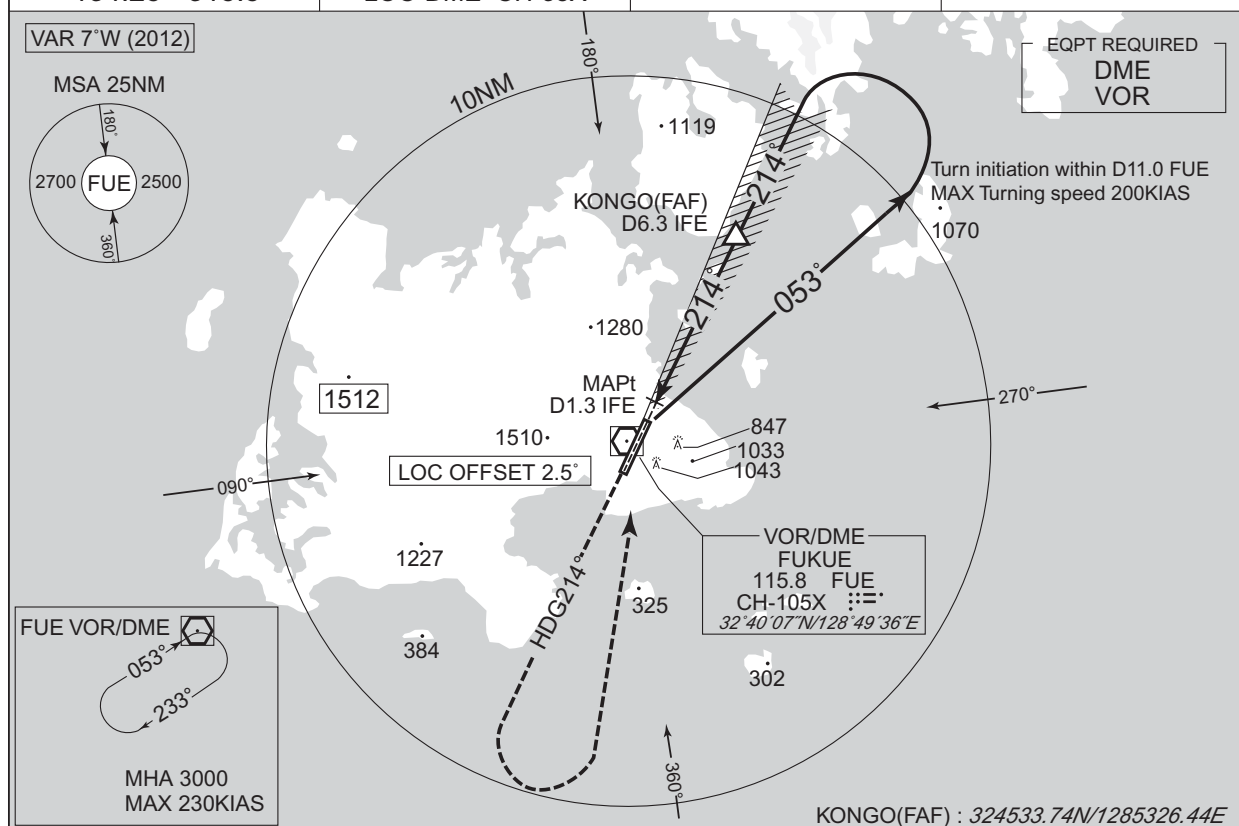 VAR 7°W (2012)
MSA 25NM
180°
2700
FUE
2500
360°
10NM
180°
EQPT REQUIRED
DME
VOR
1119
214°
KONGO(FAF)
D6.3 IFE
Turn initiation within D11.0 FUE
MAX Turning speed 200KIAS
1070
214°
053°
1280
1512
MAPt
D1.3 IFE
270°
1510
847
1033
1043
LOC OFFSET 2.5°
090°
VOR/DME
FUKUE
115.8 FUE
CH-105X
32°40´07˝N/128°49´36˝E
1227
HDG214°
325
384
302
FUE VOR/DME
053°
233°
MHA 3000
MAX 230KIAS
360°
KONGO(FAF) : 324533.74N/1285326.44E